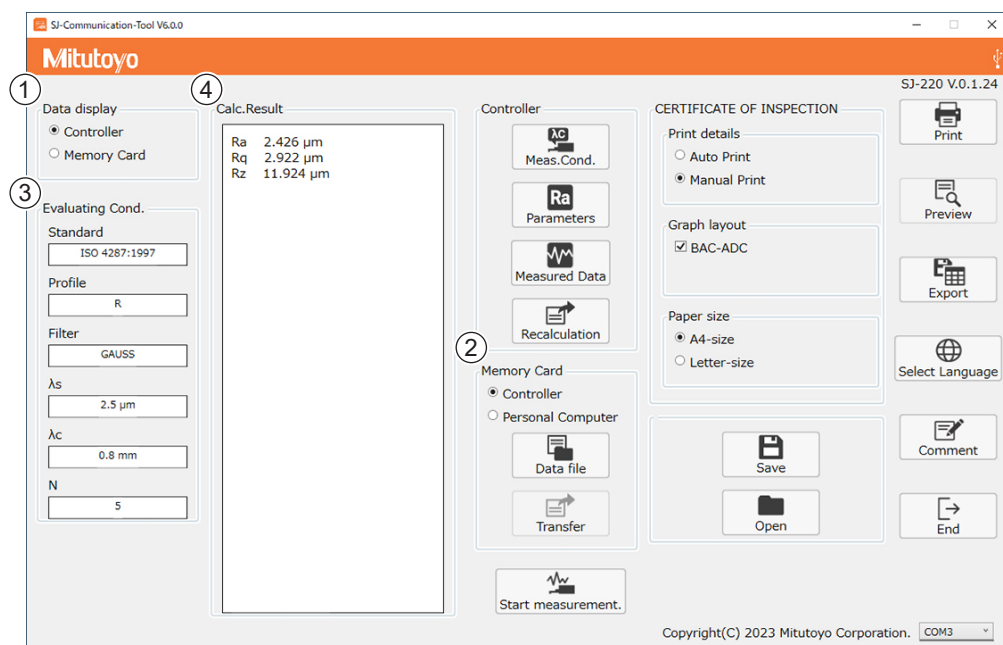 SJ-Communication-Tool V6.0.0
Mitutoyo
SJ-220 V.0.1.24
1
Data display
Controller
Memory Card
3
Evaluating Cond.
Standard
ISO 4287:1997
Profile
R
Filter
GAUSS
λs
2.5 μm
λc
0.8 mm
N
5
4
Calc.Result
Ra 2.426 μm
Rq 2.922 μm
Rz 11.924 μm
Controller
λC
Meas.Cond.
Ra
Parameters
Measured Data
Recalculation
2
Memory Card
Controller
Personal Computer
Data file
Transfer
Start measurement.
CERTIFICATE OF INSPECTION
Print details
Auto Print
Manual Print
Graph layout
BAC-ADC
Paper size
A4-size
Letter-size
Save
Open
Print
Preview
Export
Select Language
Comment
End
Copyright(C) 2023 Mitutoyo Corporation. COM3